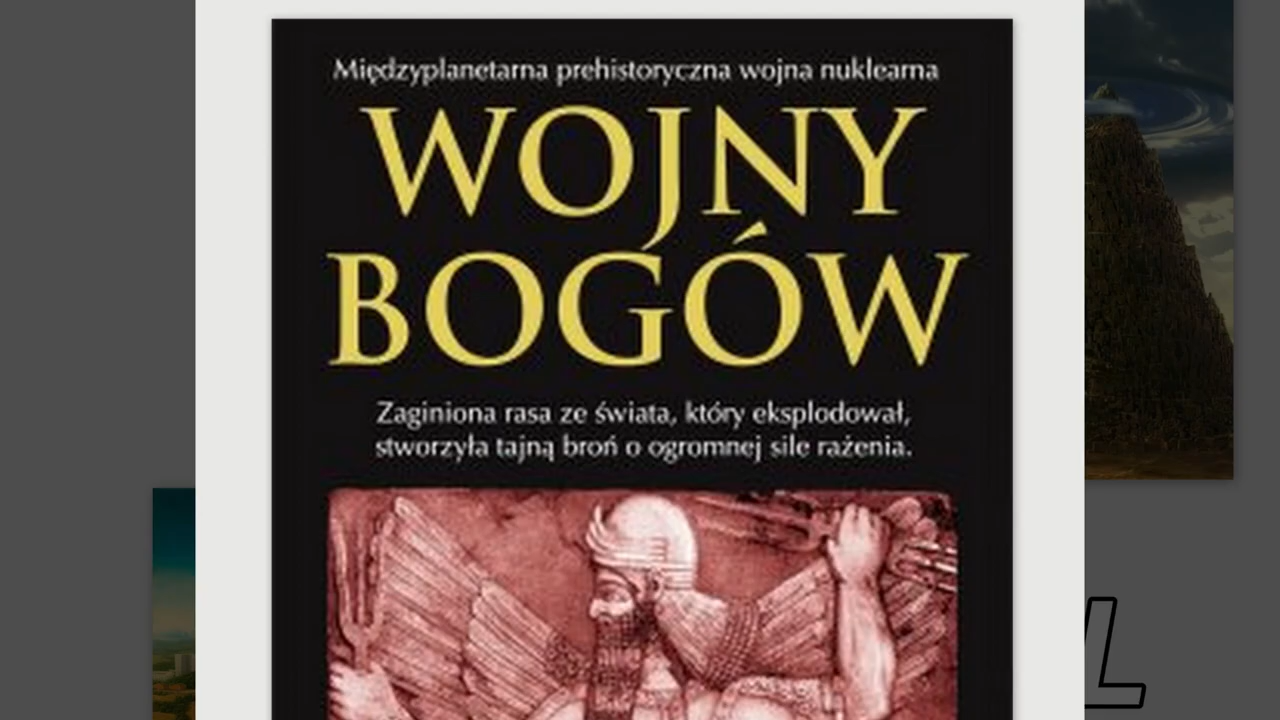 Międzyplanetarna prehistoryczna wojna nuklearna
WOJNY
BOGÓW
Zaginiona rasa ze świata, który eksplodował,
stworzyła tajną broń o ogromnej sile rażenia.
L